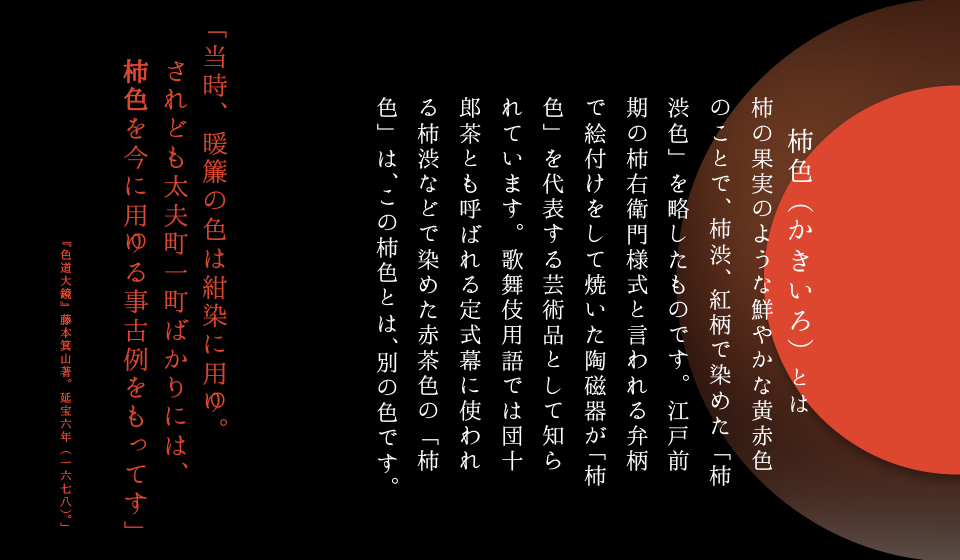 柿色（かきいろ）とは
柿の果実のような鮮やかな黄赤色
のことで、柿渋、紅柄で染めた「柿
渋色」を略したものです。江戸前
期の柿右衛門様式と言われる弁柄
で絵付けをして焼いた陶磁器が「柿
色」を代表する芸術品として知ら
れています。歌舞伎用語では団十
郎茶とも呼ばれる定式幕に使われ
る柿渋などで染めた赤茶色の「柿
色」は、この柿色とは、別の色です。
「当時、暖簾の色は紺染に用ゆ。
されども太夫町一町ばかりには、
柿色を今に用ゆる事古例をもってす」
『色道大鏡』藤本箕山著。延宝六年（一六七八）。」